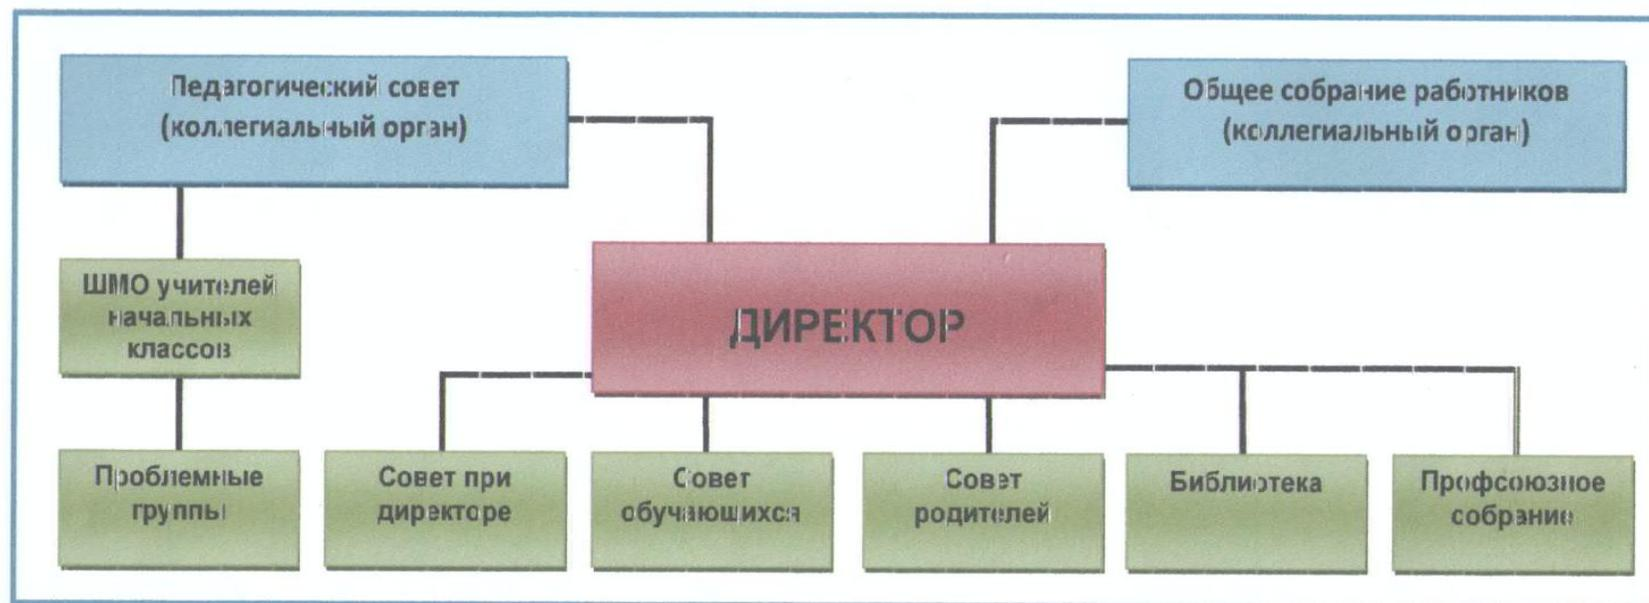 Педагогический совет
(коллегиальный орган)
Общее собрание работников
(коллегиальный орган)
ШМО учителей
начальных
классов
ДИРЕКТОР
Проблемные
группы
Совет при
директоре
Совет
обучающихся
Совет
родителей
Библиотека
Профсоюзное
собрание